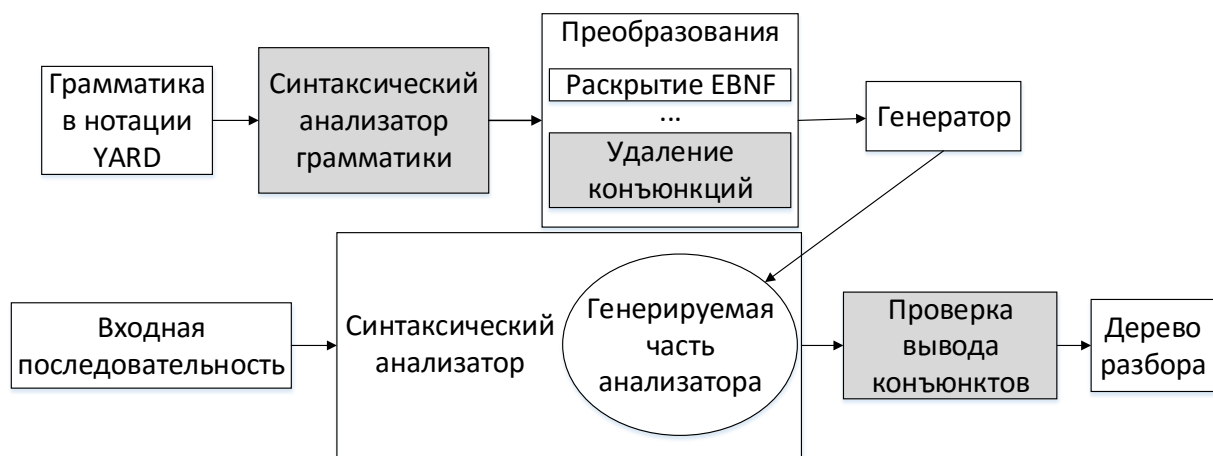 Грамматика
в нотации
YARD
Синтаксический
анализатор
грамматики
Преобразования
Раскрытие EBNF
...
Удаление
конъюнкций
Генератор
Входная
последовательность
Синтаксический
анализатор
Генерируемая
часть
анализатора
Проверка
вывода
конъюнктов
Дерево
разбора